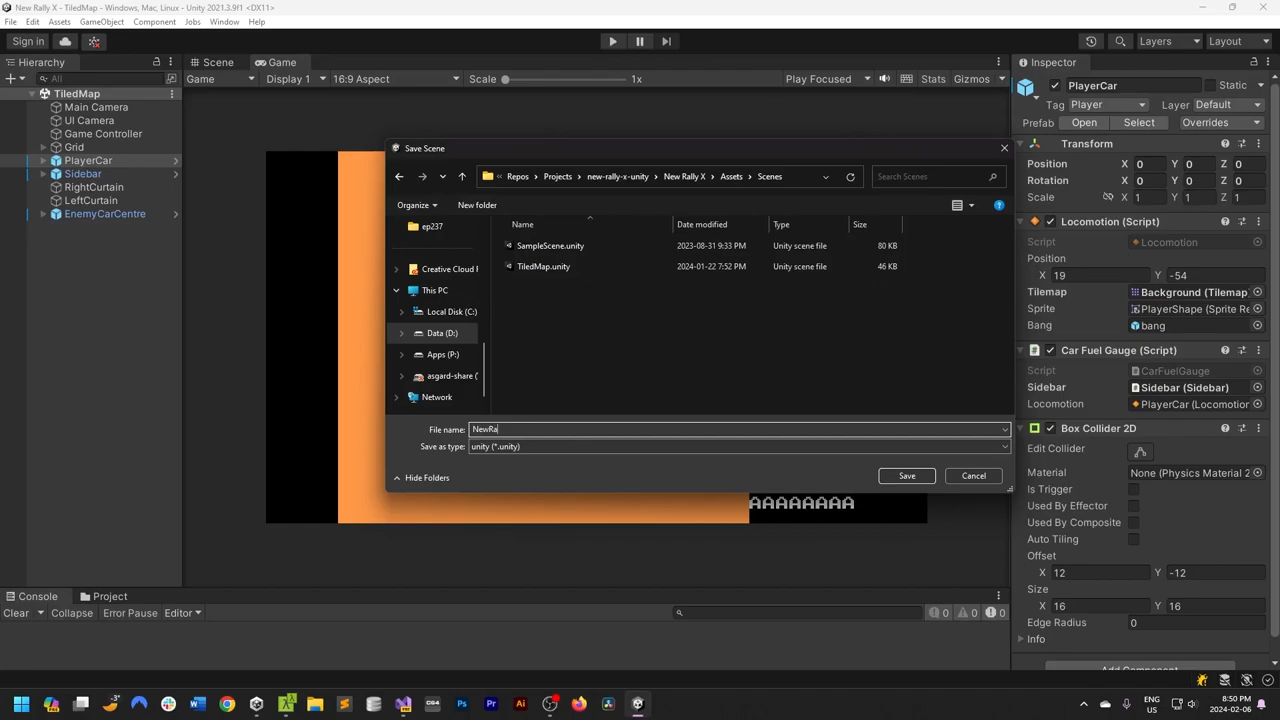 New Rally X - TiledMap - Windows, Mac, Linux - Unity 2021.3.9f1 <DX11>
File Edit Assets GameObject Component Jobs Window Help
Sign in
Layers
Layout
Hierarchy
Scene
Game
Inspector
All
Game
Display 1
16:9 Aspect
Scale
1x
Play Focused
Stats
Gizmos
TiledMap
Main Camera
UI Camera
Game Controller
Grid
PlayerCar
Sidebar
RightCurtain
LeftCurtain
EnemyCarCentre
Save Scene
« Repos › Projects › new-rally-x-unity › New Rally X › Assets › Scenes
Search Scenes
Organize
New folder
ep237
Creative Cloud F
This PC
Local Disk (C:)
Data (D:)
Apps (P:)
asgard-share (
Network
Name
Date modified
Type
Size
SampleScene.unity
2023-08-31 9:33 PM
Unity scene file
80 KB
TiledMap.unity
2024-01-22 7:52 PM
Unity scene file
46 KB
File name: NewRa
Save as type: unity (*.unity)
Hide Folders
Save
Cancel
AAAAAAAA
PlayerCar
Static
Tag Player
Layer Default
Prefab Open Select Overrides
Transform
Position X 0 Y 0 Z 0
Rotation X 0 Y 0 Z 0
Scale X 1 Y 1 Z 1
Locomotion (Script)
Script Locomotion
Position
X 19 Y -54
Tilemap Background (Tilemap)
Sprite PlayerShape (Sprite Re
Bang bang
Car Fuel Gauge (Script)
Script CarFuelGauge
Sidebar Sidebar (Sidebar)
Locomotion PlayerCar (Locomotion
Box Collider 2D
Edit Collider
Material None (Physics Material 2
Is Trigger
Used By Effector
Used By Composite
Auto Tiling
Offset
X 12 Y -12
Size
X 16 Y 16
Edge Radius 0
Info
Add Component
Console
Project
Clear
Collapse
Error Pause
Editor
0
0
0
ENG
US
8:50 PM
2024-02-06